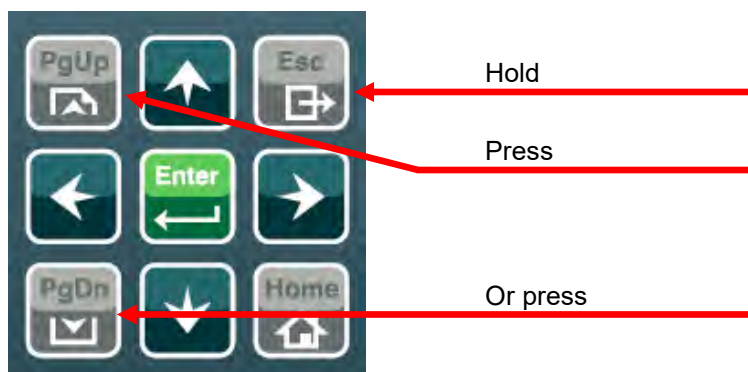 PgUp
Esc
Hold
Press
Enter
PgDn
Home
Or press